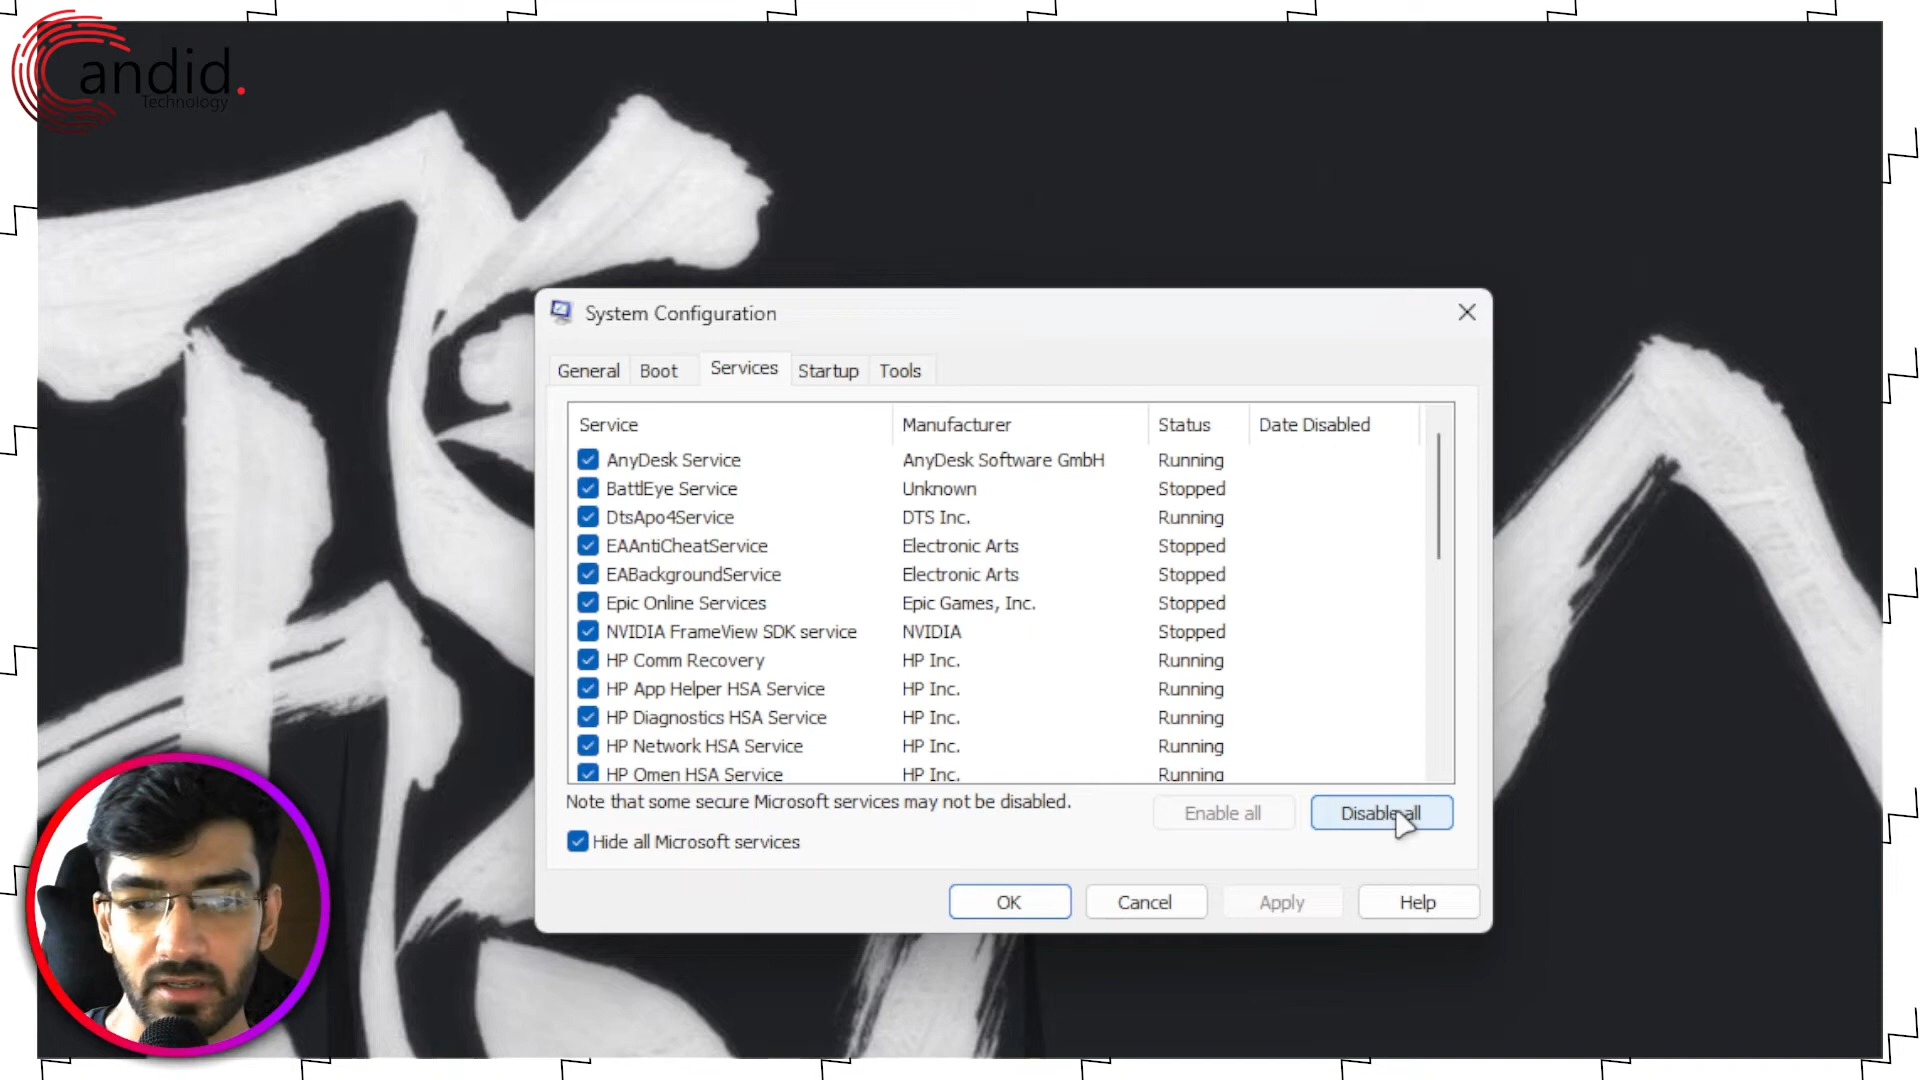 Candid.
Technology
System Configuration
General Boot Services Startup Tools
Service Manufacturer Status Date Disabled
AnyDesk Service AnyDesk Software GmbH Running
BattlEye Service Unknown Stopped
DtsApo4Service DTS Inc. Running
EAAntiCheatService Electronic Arts Stopped
EABackgroundService Electronic Arts Stopped
Epic Online Services Epic Games, Inc. Stopped
NVIDIA FrameView SDK service NVIDIA Stopped
HP Comm Recovery HP Inc. Running
HP App Helper HSA Service HP Inc. Running
HP Diagnostics HSA Service HP Inc. Running
HP Network HSA Service HP Inc. Running
HP Omen HSA Service HP Inc. Running
Note that some secure Microsoft services may not be disabled.
Enable all Disable all
Hide all Microsoft services
OK Cancel Apply Help